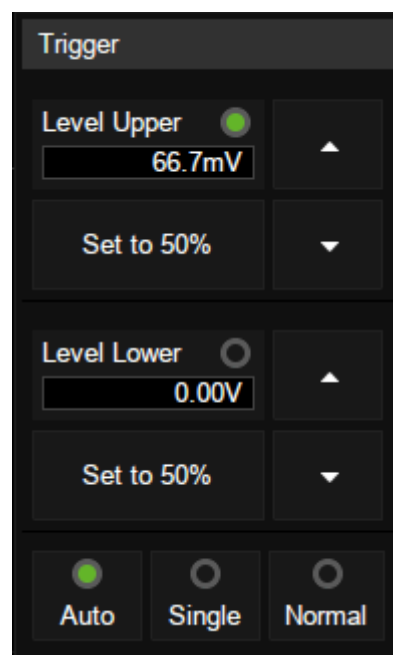 Trigger
Level Upper
66.7mV
Set to 50%
Level Lower
0.00V
Set to 50%
Auto Single Normal